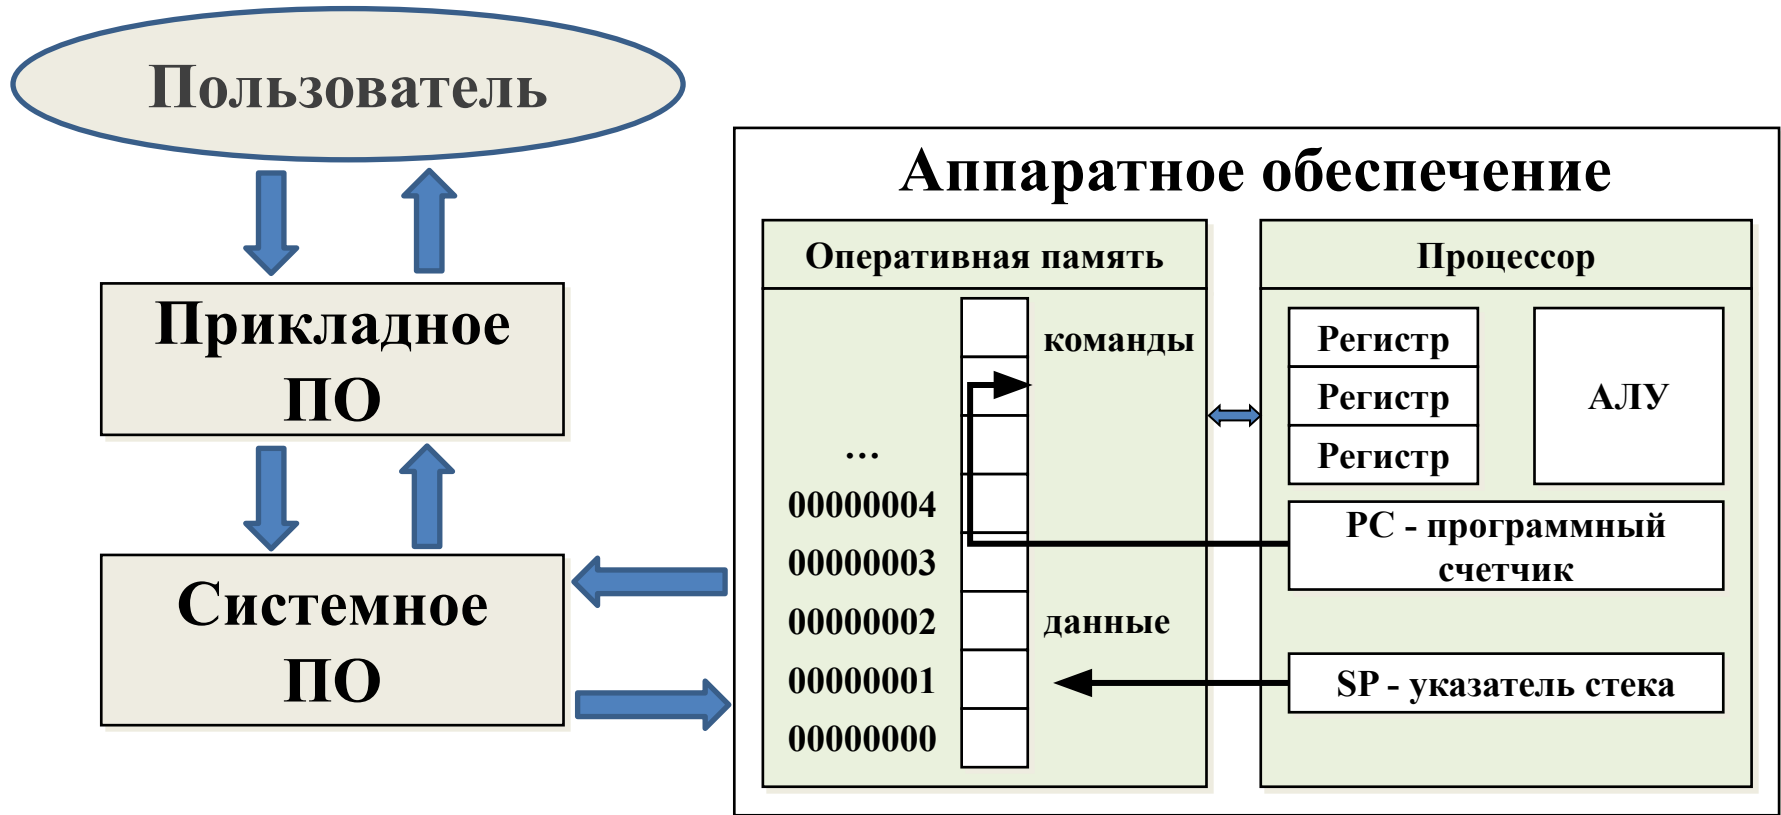 Пользователь
Прикладное
ПО
Системное
ПО
Аппаратное обеспечение
Оперативная память
команды
...
00000004
00000003
00000002
данные
00000001
00000000
Процессор
Регистр
Регистр
Регистр
АЛУ
PC - программный
счетчик
SP - указатель стека